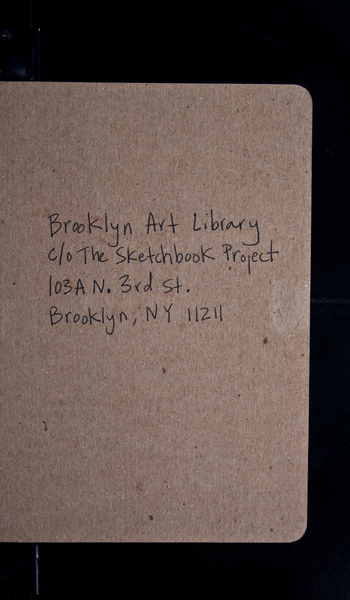 Brooklyn Art Library
c/o The Sketchbook Project
103A N. 3rd St.
Brooklyn, NY 11211